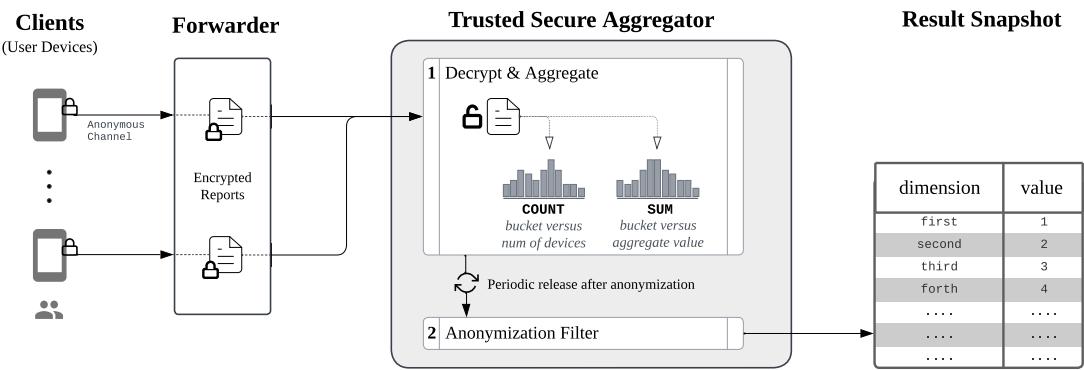 Clients
(User Devices)
Forwarder
Trusted Secure Aggregator
Result Snapshot
Anonymous
Channel
Encrypted
Reports
1 Decrypt & Aggregate
COUNT
bucket versus
num of devices
SUM
bucket versus
aggregate value
Periodic release after anonymization
2 Anonymization Filter
dimension value
first 1
second 2
third 3
forth 4
.... ....
.... ....
.... ....